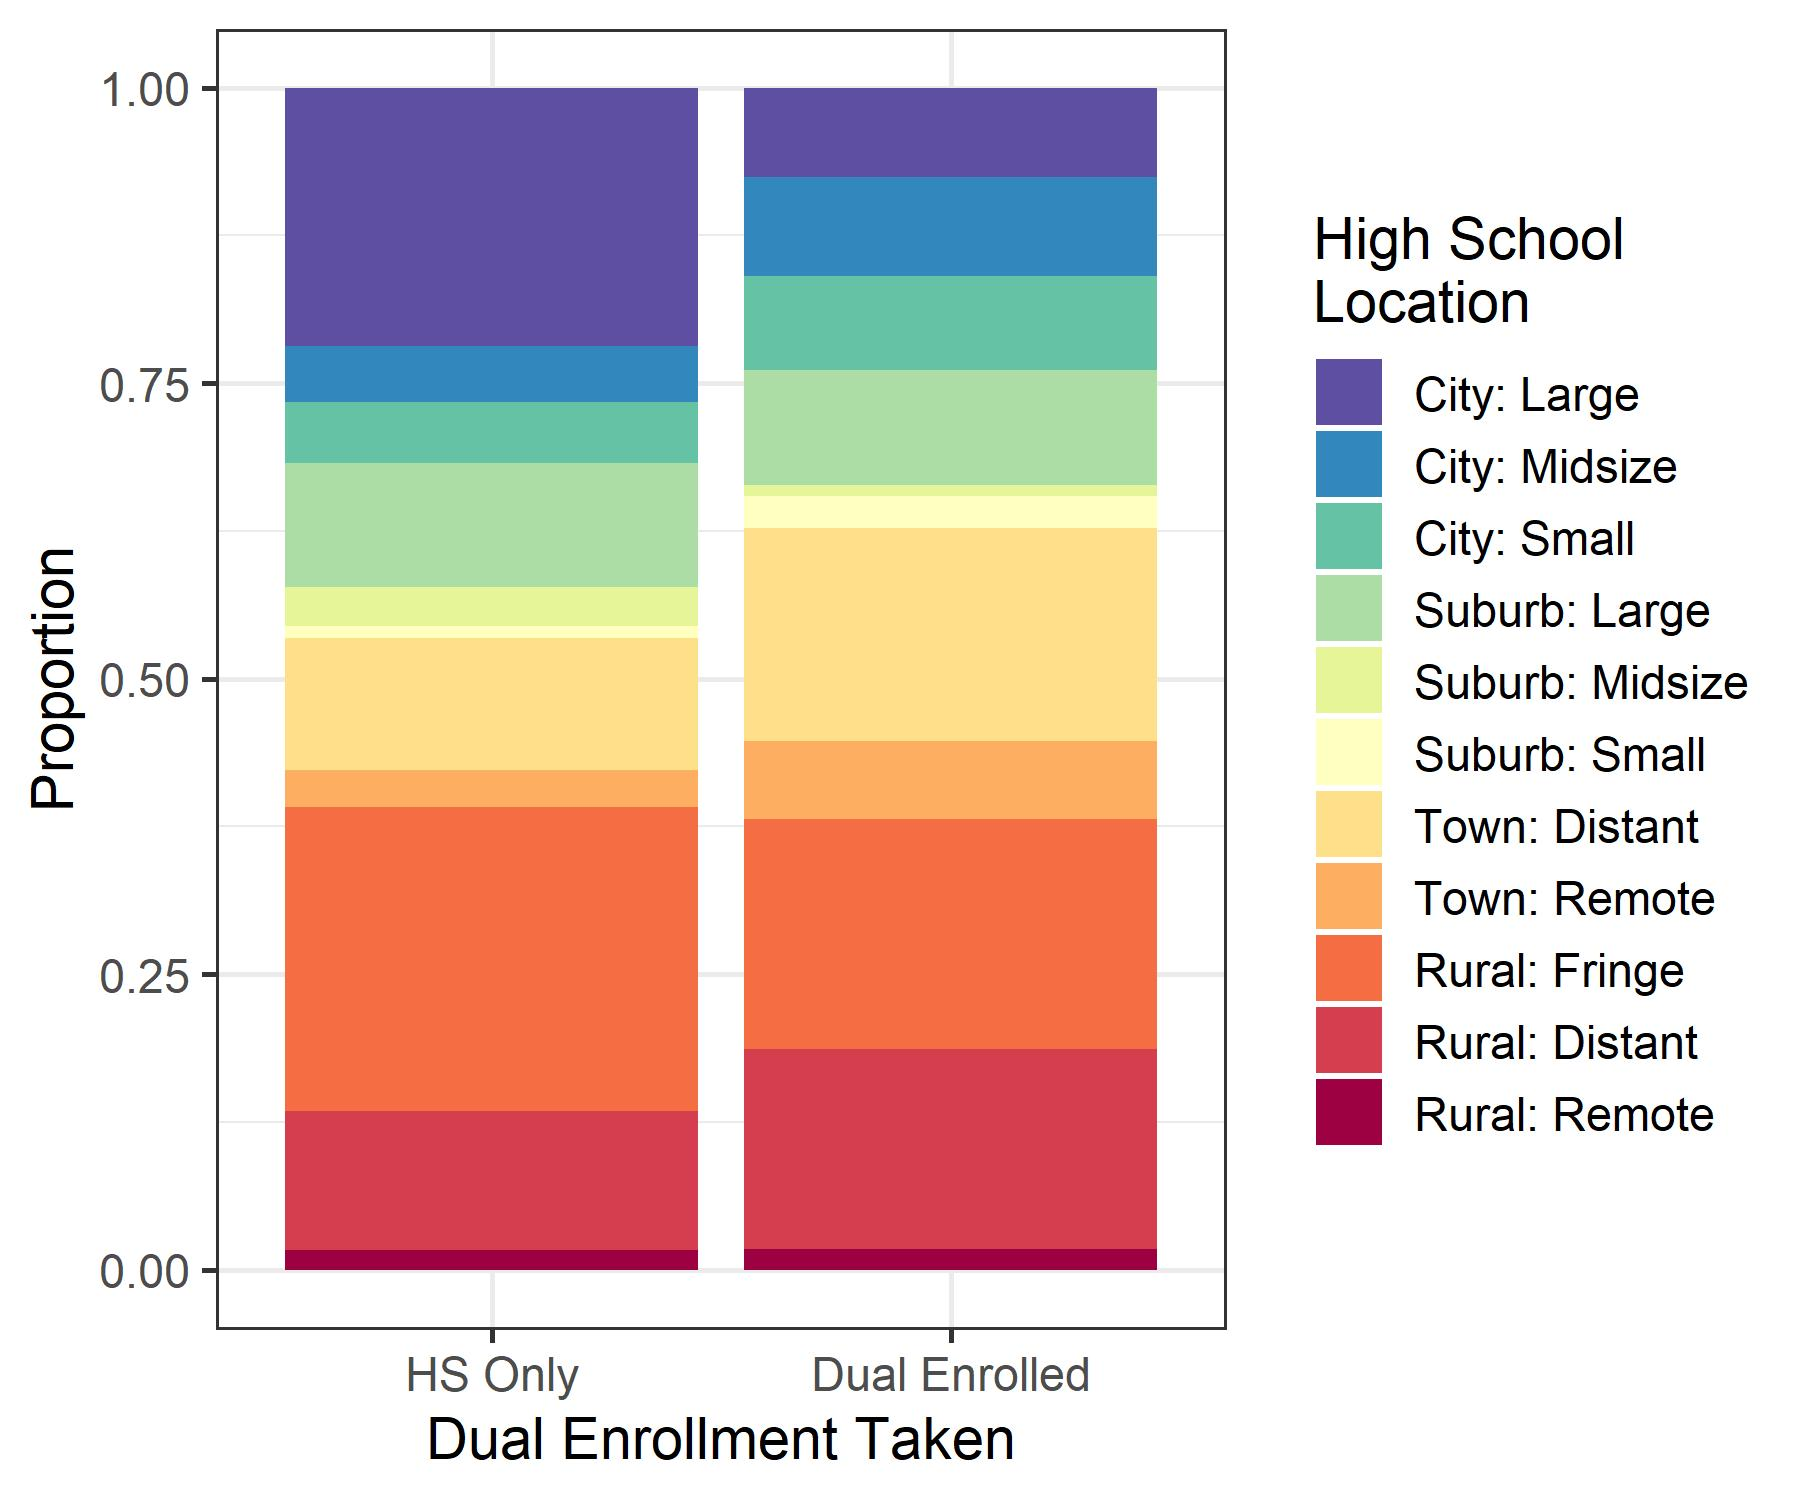 1.00
0.75
0.50
0.25
0.00
Proportion
HS Only
Dual Enrolled
Dual Enrollment Taken
High School
Location
City: Large
City: Midsize
City: Small
Suburb: Large
Suburb: Midsize
Suburb: Small
Town: Distant
Town: Remote
Rural: Fringe
Rural: Distant
Rural: Remote